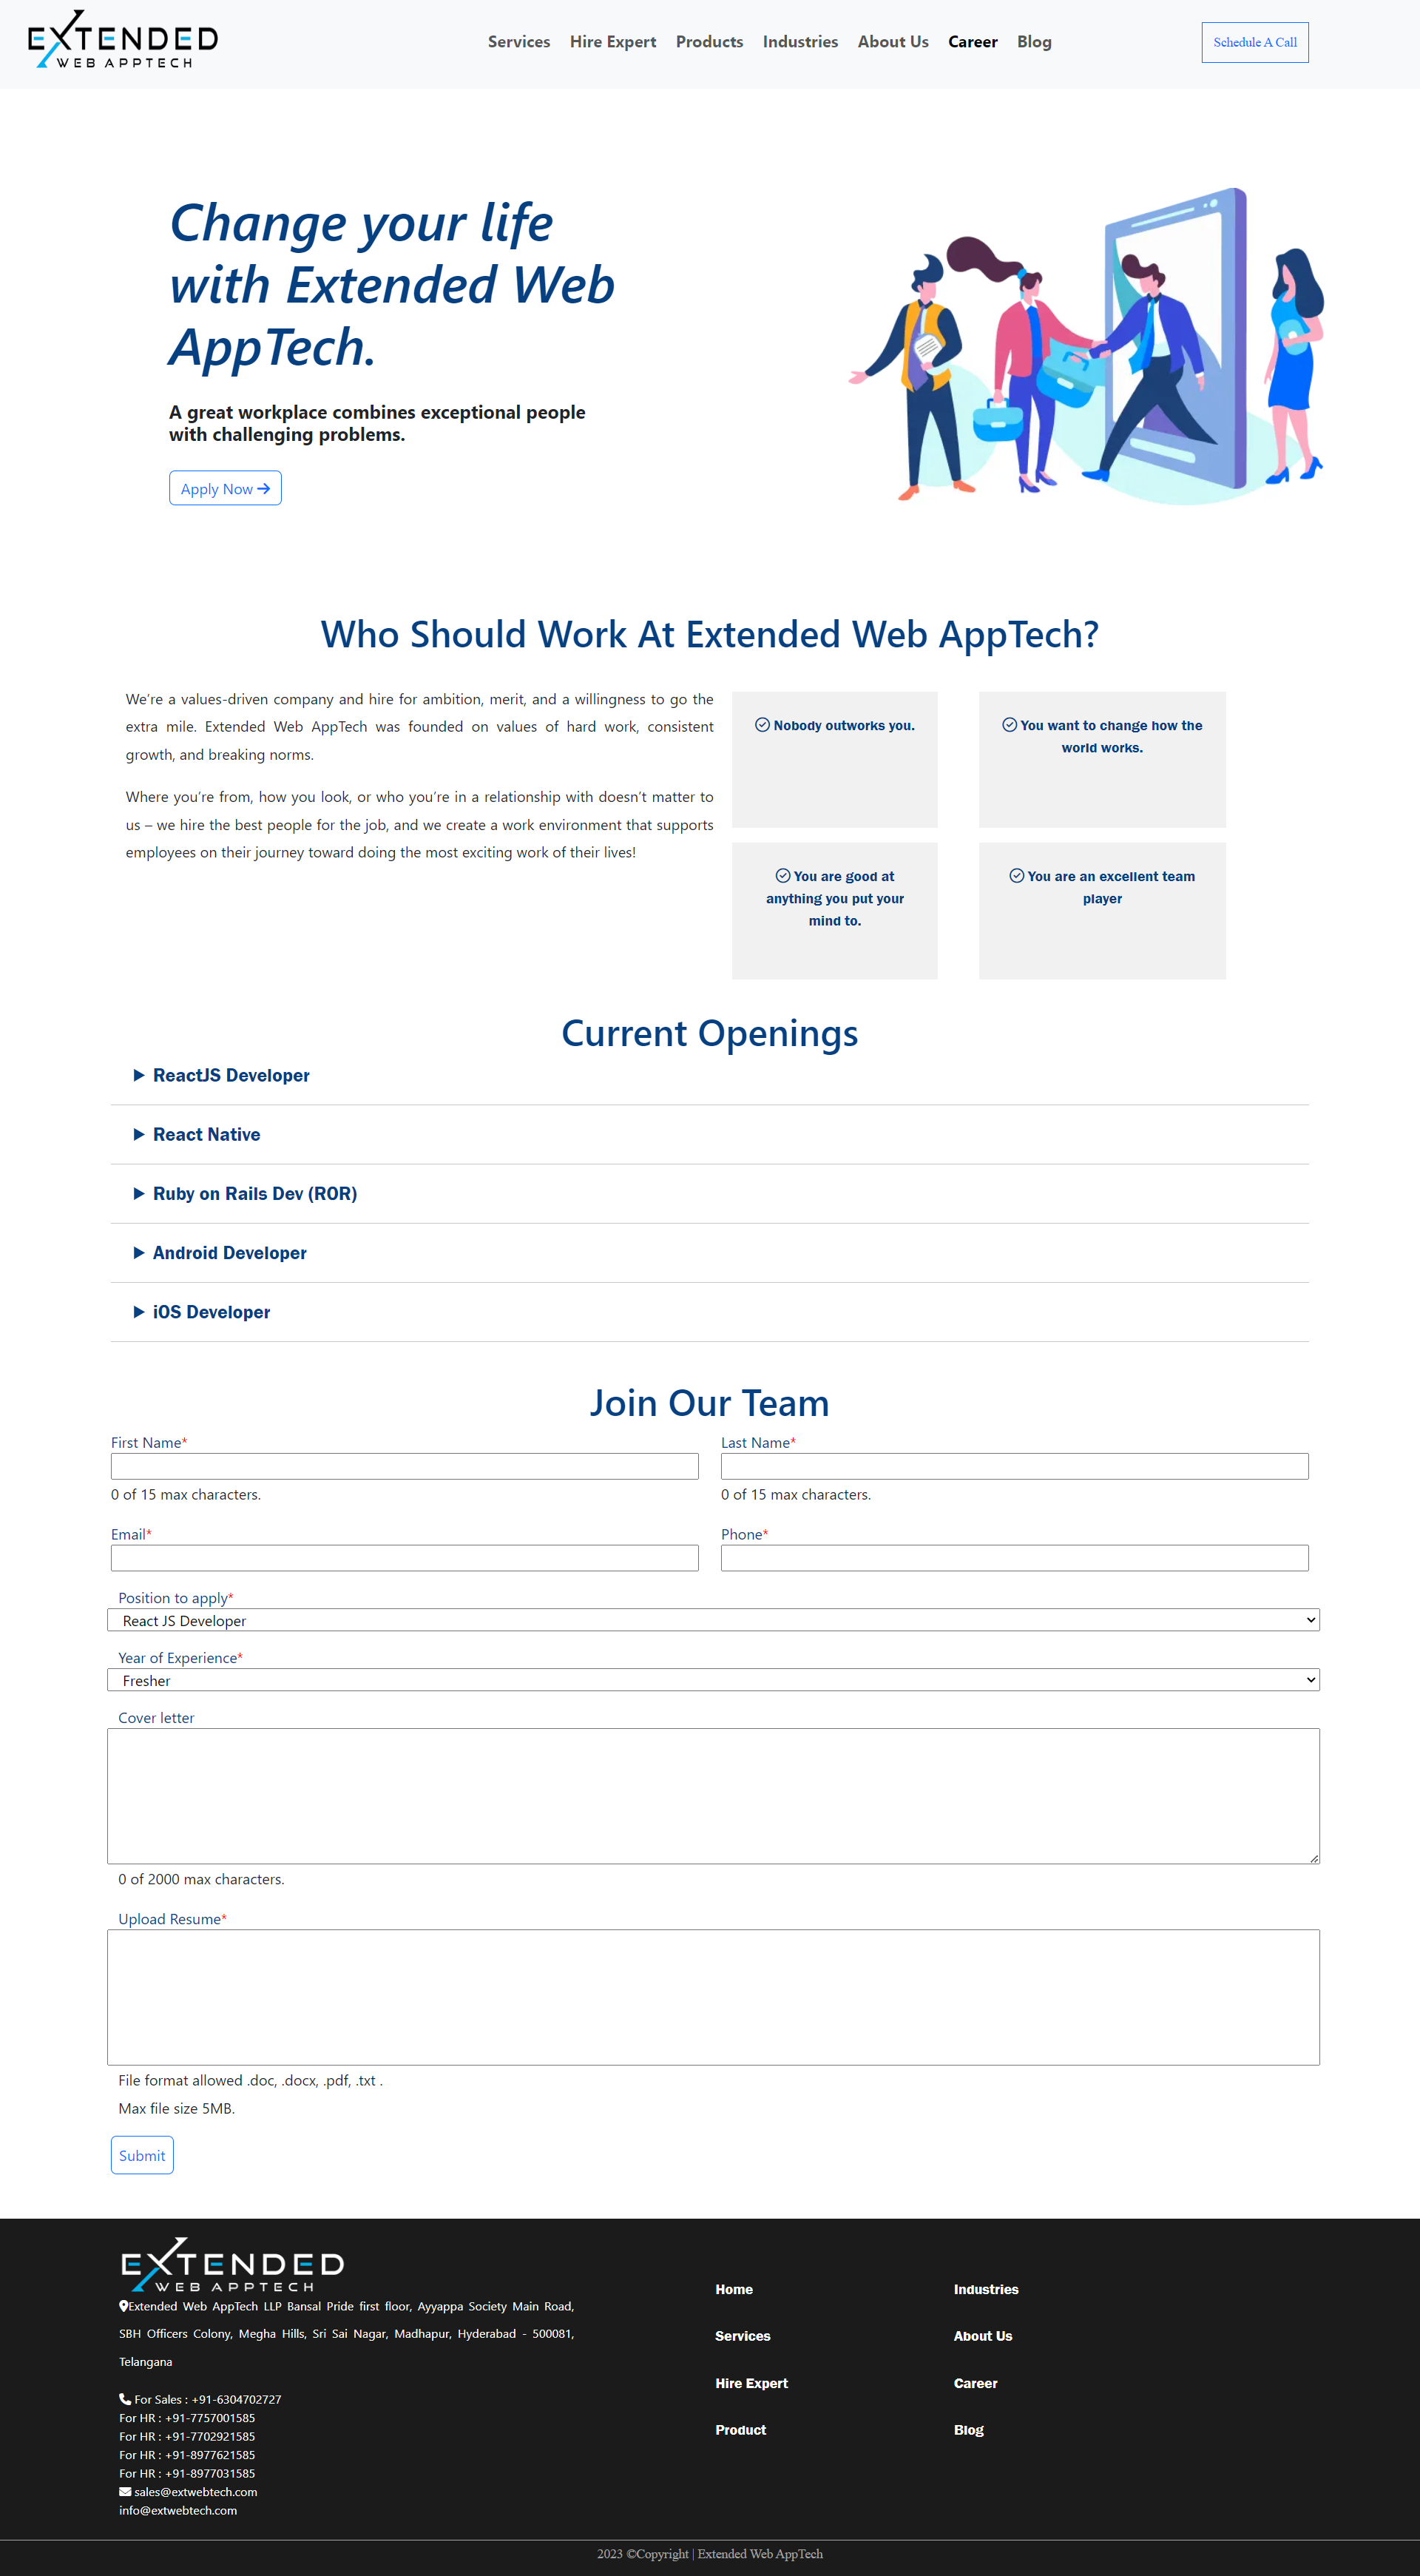 EXTENDED
WEB APPTECH
Services Hire Expert Products Industries About Us Career Blog
Schedule A Call
Change your life
with Extended Web
AppTech.
A great workplace combines exceptional people
with challenging problems.
Apply Now
Who Should Work At Extended Web AppTech?
We're a values-driven company and hire for ambition, merit, and a willingness to go the
extra mile. Extended Web AppTech was founded on values of hard work, consistent
growth, and breaking norms.
Where you're from, how you look, or who you're in a relationship with doesn't matter to
us – we hire the best people for the job, and we create a work environment that supports
employees on their journey toward doing the most exciting work of their lives!
Nobody outworks you.
You want to change how the
world works.
You are good at
anything you put your
mind to.
You are an excellent team
player
Current Openings
ReactJS Developer
React Native
Ruby on Rails Dev (ROR)
Android Developer
iOS Developer
Join Our Team
First Name*
0 of 15 max characters.
Last Name*
0 of 15 max characters.
Email*
Phone*
Position to apply*
React JS Developer
Year of Experience*
Fresher
Cover letter
0 of 2000 max characters.
Upload Resume*
File format allowed .doc, .docx, .pdf, .txt .
Max file size 5MB.
Submit
EXTENDED
WEB APPTECH
Extended Web AppTech LLP Bansal Pride first floor, Ayyappa Society Main Road,
SBH Officers Colony, Megha Hills, Sri Sai Nagar, Madhapur, Hyderabad - 500081,
Telangana
For Sales : +91-6304702727
For HR : +91-7757001585
For HR : +91-7702921585
For HR : +91-8977621585
For HR : +91-8977031585
sales@extwebtech.com
info@extwebtech.com
Home
Services
Hire Expert
Product
Industries
About Us
Career
Blog
2023 ©Copyright | Extended Web AppTech